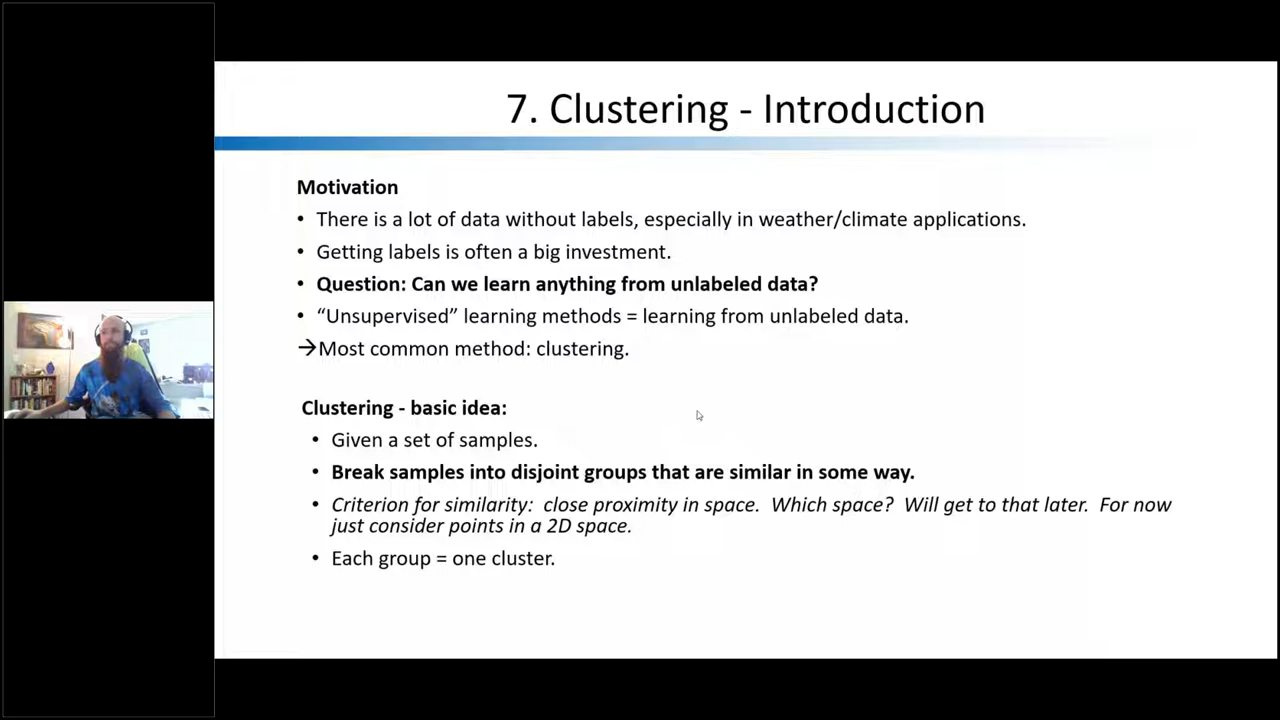 7. Clustering - Introduction
Motivation
• There is a lot of data without labels, especially in weather/climate applications.
• Getting labels is often a big investment.
• Question: Can we learn anything from unlabeled data?
• “Unsupervised” learning methods = learning from unlabeled data.
→Most common method: clustering.
Clustering - basic idea:
• Given a set of samples.
• Break samples into disjoint groups that are similar in some way.
• Criterion for similarity:  close proximity in space.  Which space?  Will get to that later.  For now
just consider points in a 2D space.
• Each group = one cluster.